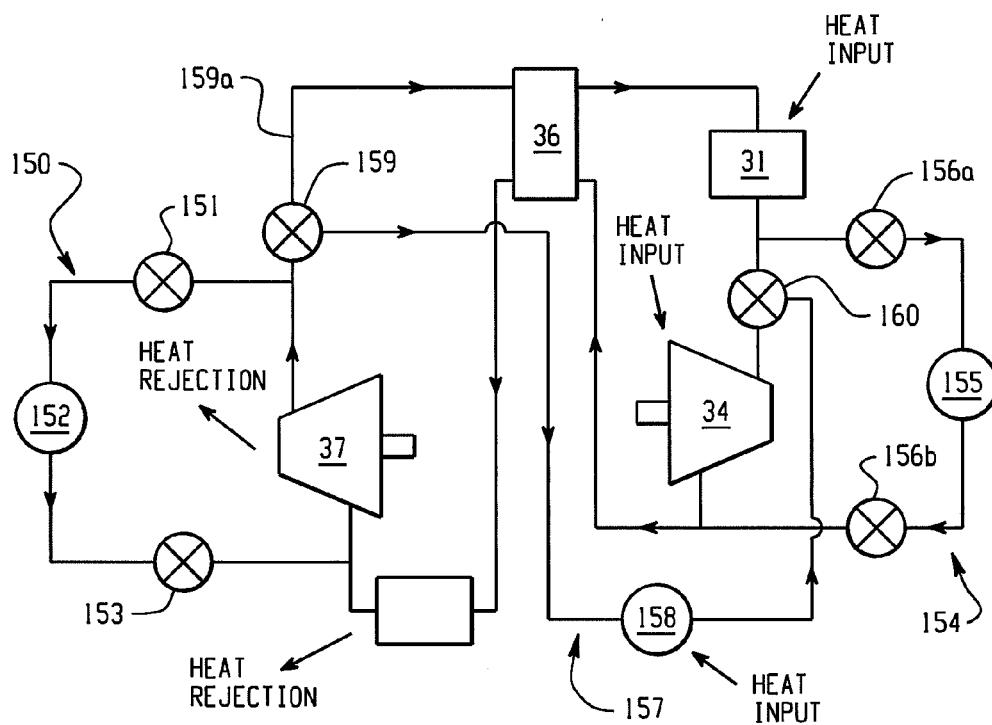 HEAT
INPUT
159a
36
31
150
159
156a
151
HEAT
INPUT
160
HEAT
REJECTION
152
37
34
155
156b
153
158
154
HEAT
REJECTION
157
HEAT
INPUT